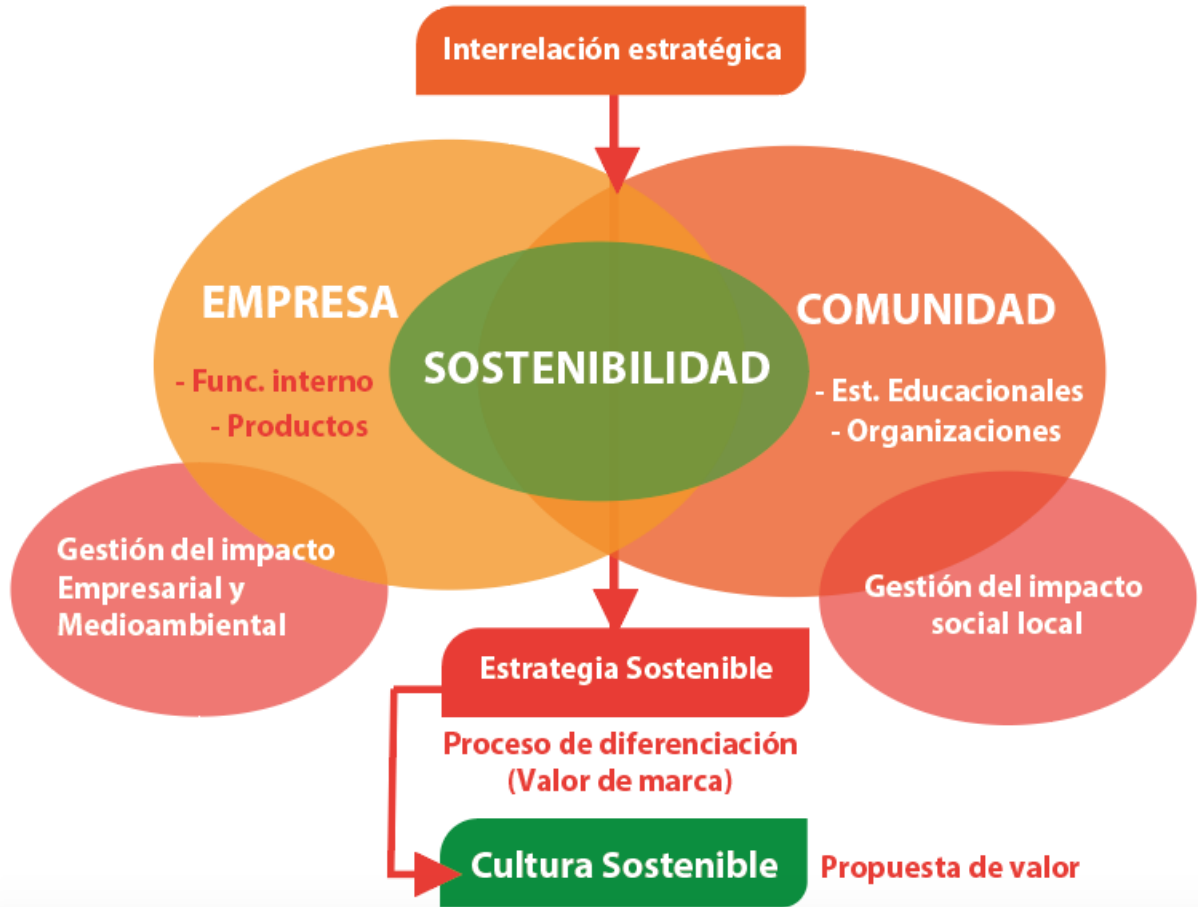 Interrelación estratégica
EMPRESA
- Func. interno
- Productos
SOSTENIBILIDAD
COMUNIDAD
- Est. Educacionales
- Organizaciones
Gestión del impacto
Empresarial y
Medioambiental
Gestión del impacto
social local
Estrategia Sostenible
Proceso de diferenciación
(Valor de marca)
Cultura Sostenible
Propuesta de valor